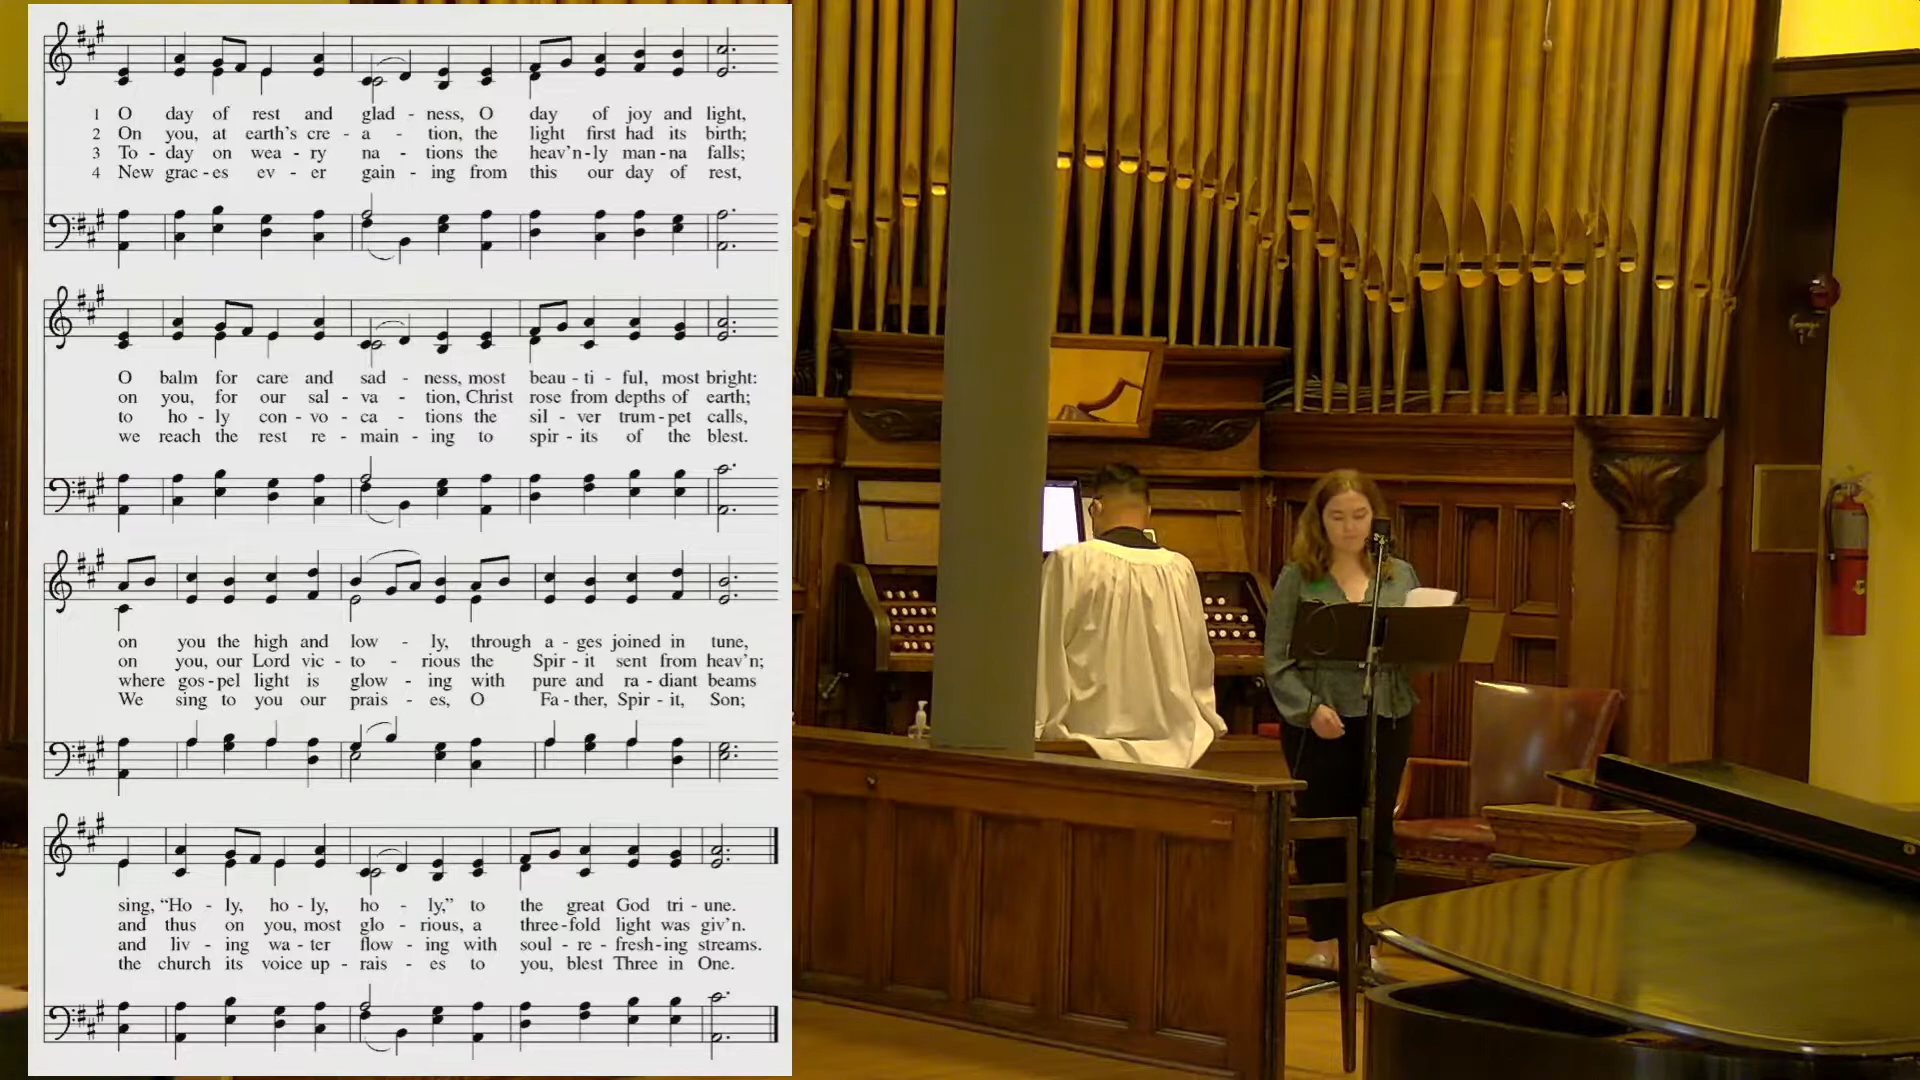 1 O day of rest and glad - ness, O day of joy and light,
2 On you, at earth's cre - a - tion, the light first had its birth;
3 To - day on wea - ry na - tions the heav'n - ly man - na falls;
4 New grac - es ev - er gain - ing from this our day of rest,
O balm for care and sad - ness, most beau - ti - ful, most bright:
on you, for our sal - va - tion, Christ rose from depths of earth;
to ho - ly con - vo - ca - tions the sil - ver trum - pet calls,
we reach the rest re - main - ing to spir - its of the blest.
on you the high and low - ly, through a - ges joined in tune,
on you, our Lord vic - to - rious the Spir - it sent from heav'n;
where gos - pel light is glow - ing with pure and ra - diant beams
We sing to you our prais - es, O Fa - ther, Spir - it, Son;
sing, “Ho - ly, ho - ly, ho - ly,” to the great God tri - une.
and thus on you, most glo - rious, a three - fold light was giv'n.
and liv - ing wa - ter flow - ing with soul - re - fresh - ing streams.
the church its voice up - rais - es to you, blest Three in One.